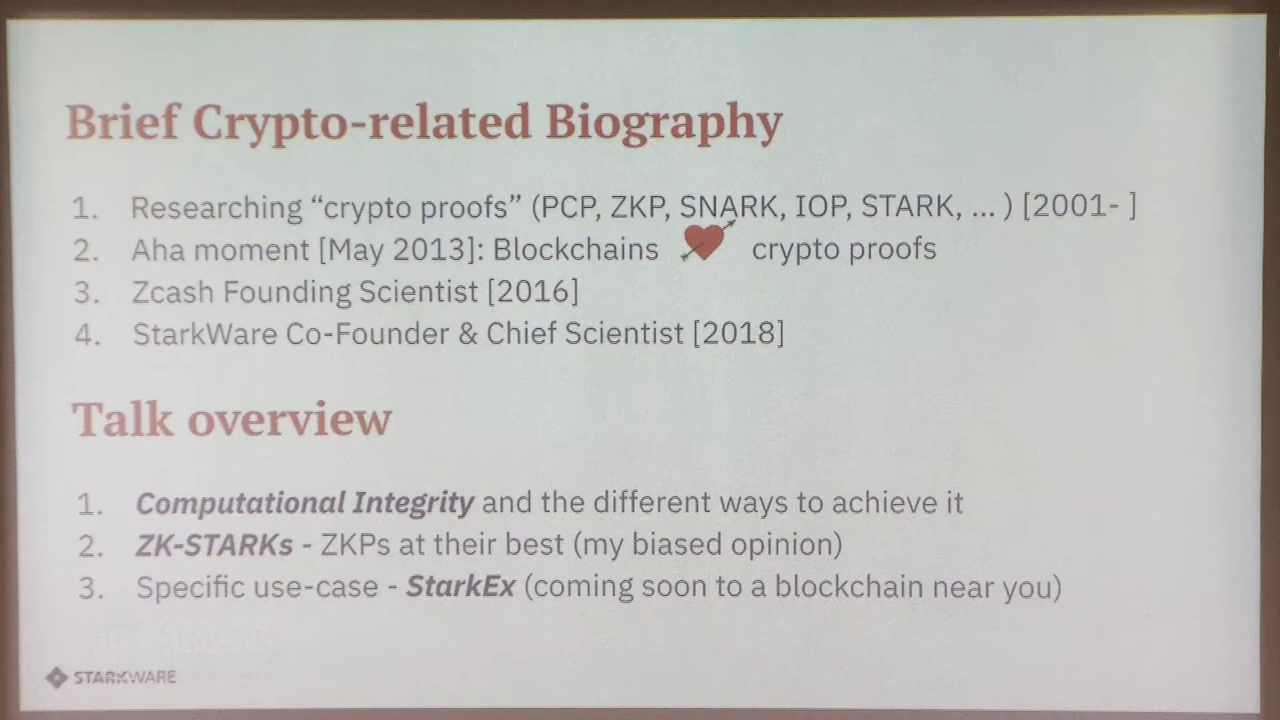 Brief Crypto-related Biography
1. Researching “crypto proofs” (PCP, ZKP, SNARK, IOP, STARK, ... ) [2001- ]
2. Aha moment [May 2013]: Blockchains crypto proofs
3. Zcash Founding Scientist [2016]
4. StarkWare Co-Founder & Chief Scientist [2018]
Talk overview
1. Computational Integrity and the different ways to achieve it
2. ZK-STARKs - ZKPs at their best (my biased opinion)
3. Specific use-case - StarkEx (coming soon to a blockchain near you)
STARKWARE